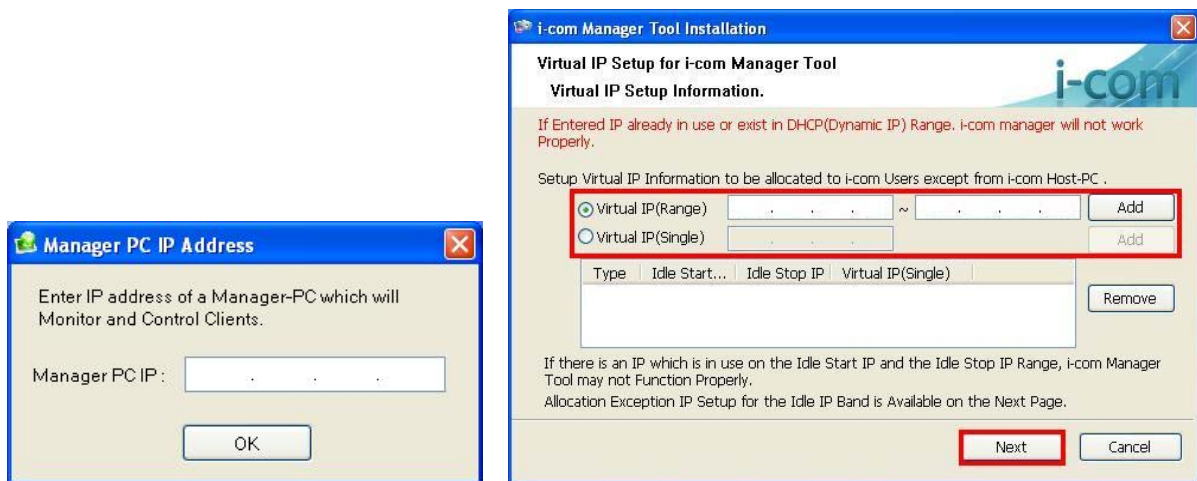 Manager PC IP Address
Enter IP address of a Manager-PC which will
Monitor and Control Clients.
Manager PC IP :
OK
i-com Manager Tool Installation
Virtual IP Setup for i-com Manager Tool
Virtual IP Setup Information.
i-com
If Entered IP already in use or exist in DHCP(Dynamic IP) Range. i-com manager will not work
Properly.
Setup Virtual IP Information to be allocated to i-com Users except from i-com Host-PC .
Virtual IP(Range) . . . ~ . . . Add
Virtual IP(Single) . . . Add
Type Idle Start... Idle Stop IP Virtual IP(Single)
Remove
If there is an IP which is in use on the Idle Start IP and the Idle Stop IP Range, i-com Manager
Tool may not Function Properly.
Allocation Exception IP Setup for the Idle IP Band is Available on the Next Page.
Next Cancel